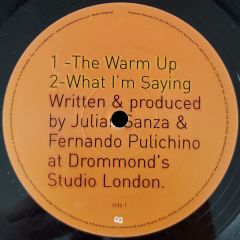 1 -The Warm Up
2-What I'm Saying
Written & produced
by Julian Sanza &
Fernando Pulichino
at Drommond's
Studio London.
side 1